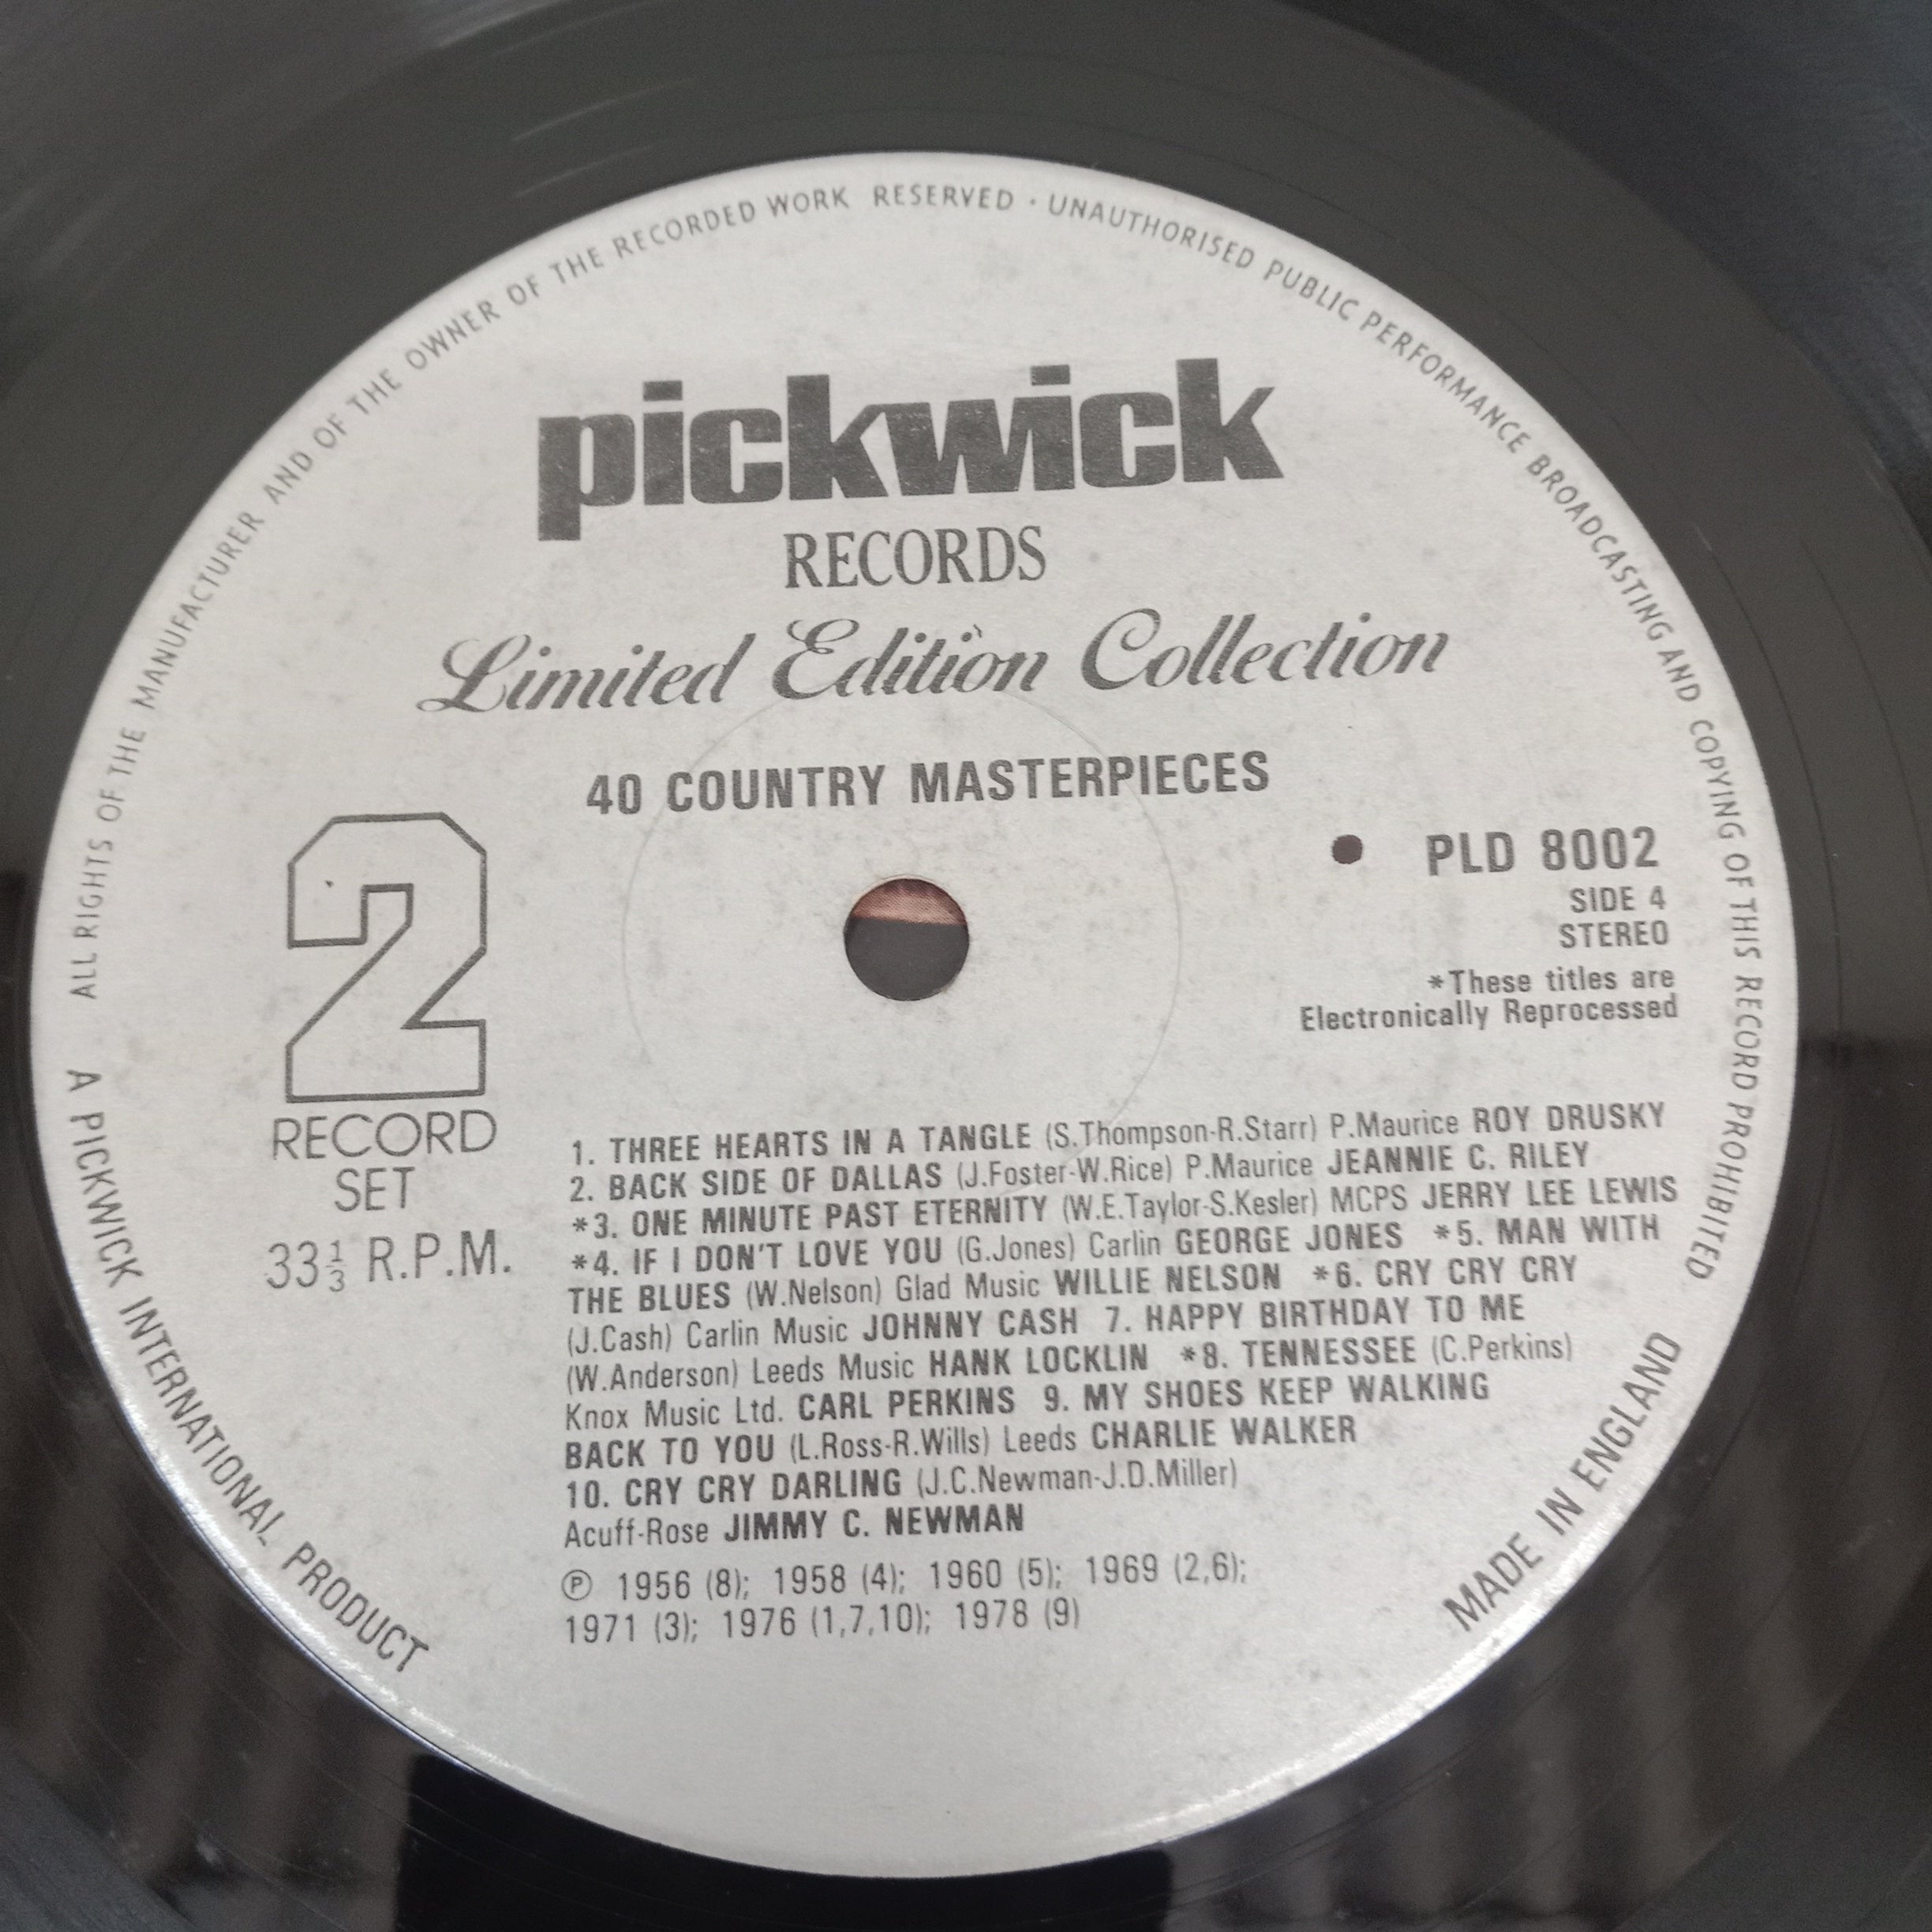 ALL RIGHTS OF THE MANUFACTURER AND OF THE OWNER OF THE RECORDED WORK RESERVED · UNAUTHORISED PUBLIC PERFORMANCE BROADCASTING AND COPYING OF THIS RECORD PROHIBITED
pickwick
RECORDS
Limited Edition Collection
40 COUNTRY MASTERPIECES
2
RECORD
SET
33⅓ R.P.M.
PLD 8002
SIDE 4
STEREO
*These titles are
Electronically Reprocessed
1. THREE HEARTS IN A TANGLE (S.Thompson-R.Starr) P.Maurice ROY DRUSKY
2. BACK SIDE OF DALLAS (J.Foster-W.Rice) P.Maurice JEANNIE C. RILEY
*3. ONE MINUTE PAST ETERNITY (W.E.Taylor-S.Kesler) MCPS JERRY LEE LEWIS
*4. IF I DON'T LOVE YOU (G.Jones) Carlin GEORGE JONES *5. MAN WITH
THE BLUES (W.Nelson) Glad Music WILLIE NELSON *6. CRY CRY CRY
(J.Cash) Carlin Music JOHNNY CASH 7. HAPPY BIRTHDAY TO ME
(W.Anderson) Leeds Music HANK LOCKLIN *8. TENNESSEE (C.Perkins)
Knox Music Ltd. CARL PERKINS 9. MY SHOES KEEP WALKING
BACK TO YOU (L.Ross-R.Wills) Leeds CHARLIE WALKER
10. CRY CRY DARLING (J.C.Newman-J.D.Miller)
Acuff-Rose JIMMY C. NEWMAN
℗ 1956 (8); 1958 (4); 1960 (5); 1969 (2,6);
1971 (3); 1976 (1,7,10); 1978 (9)
A PICKWICK INTERNATIONAL PRODUCT
MADE IN ENGLAND